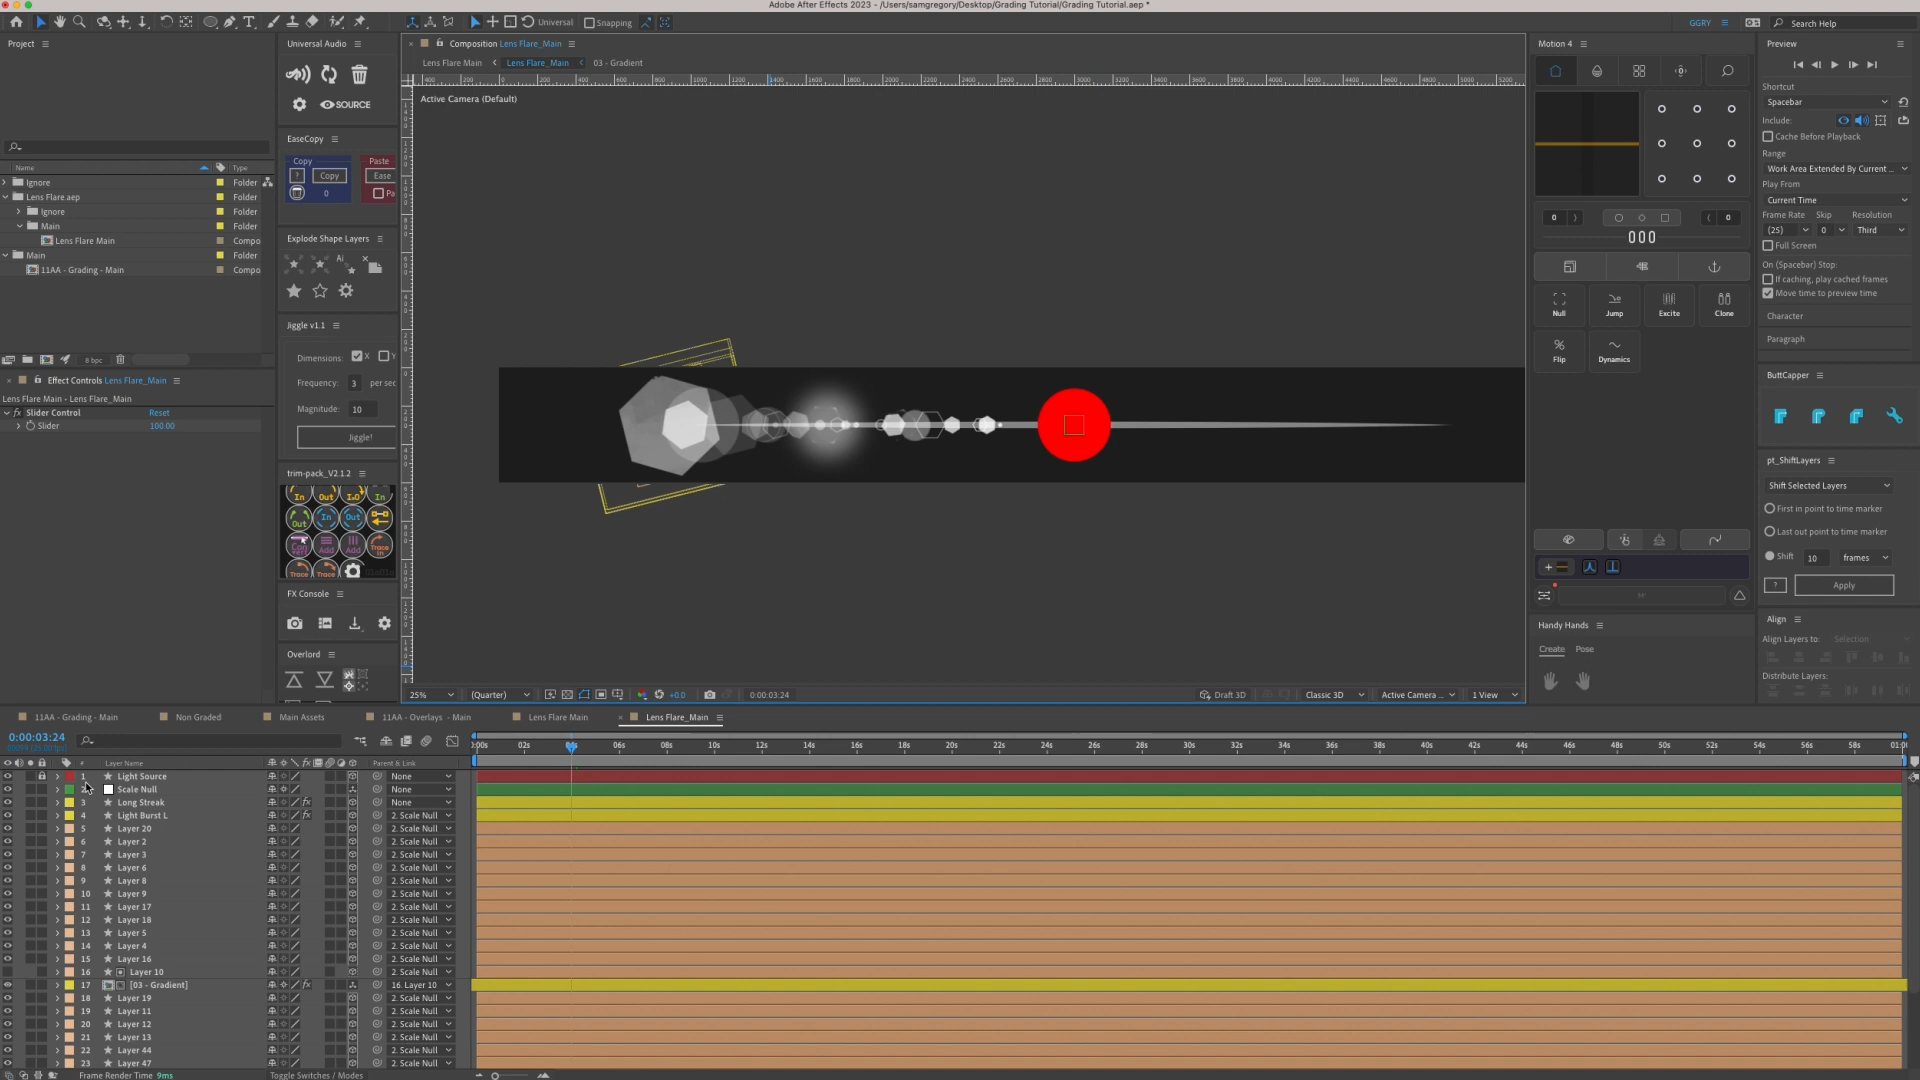 Adobe After Effects 2023 - /Users/samgregory/Desktop/Grading Tutorial/Grading Tutorial.aep *
Universal
Snapping
GGRY
Search Help
Project
Name
Type
Ignore
Folder
Lens Flare.aep
Folder
Ignore
Folder
Main
Folder
Lens Flare Main
Compo
Main
Folder
11AA - Grading - Main
Compo
8 bpc
Effect Controls Lens Flare_Main
Lens Flare Main • Lens Flare_Main
fx Slider Control
Reset
Slider
100.00
Universal Audio
SOURCE
EaseCopy
Copy
Paste
?
Copy
Ease
0
Pa
Explode Shape Layers
Ai
Jiggle v1.1
Dimensions:
X
Y
Frequency:
3
per sec
Magnitude:
10
Jiggle!
trim-pack_V2.1.2
In
Out
I.O
In
Out
In
Out
Add
Add
Trace
In
Trace
Trace
FX Console
Overlord
Composition Lens Flare_Main
Lens Flare Main
Lens Flare_Main
03 - Gradient
Active Camera (Default)
25%
(Quarter)
+0.0
0:00:03:24
Draft 3D
Classic 3D
Active Camera ...
1 View
Motion 4
0
0
000
Null
Jump
Excite
Clone
Flip
Dynamics
Handy Hands
Create
Pose
Preview
Shortcut
Spacebar
Include:
Cache Before Playback
Range
Work Area Extended By Current ...
Play From
Current Time
Frame Rate
Skip
Resolution
(25)
0
Third
Full Screen
On (Spacebar) Stop:
If caching, play cached frames
Move time to preview time
Character
Paragraph
ButtCapper
pt_ShiftLayers
Shift Selected Layers
First in point to time marker
Last out point to time marker
Shift
10
frames
?
Apply
Align
Align Layers to:
Selection
Distribute Layers:
11AA - Grading - Main
Non Graded
Main Assets
11AA - Overlays - Main
Lens Flare Main
Lens Flare_Main
0:00:03:24
02s
06s
08s
10s
12s
14s
16s
18s
20s
22s
24s
26s
28s
30s
32s
34s
36s
38s
40s
42s
44s
46s
48s
50s
52s
54s
56s
58s
01:0
#
Layer Name
Parent & Link
1
Light Source
None
Scale Null
None
3
Long Streak
fx
None
4
Light Burst L
fx
2. Scale Null
5
Layer 20
2. Scale Null
6
Layer 2
2. Scale Null
7
Layer 3
2. Scale Null
8
Layer 6
2. Scale Null
9
Layer 8
2. Scale Null
10
Layer 9
2. Scale Null
11
Layer 17
2. Scale Null
12
Layer 18
2. Scale Null
13
Layer 5
2. Scale Null
14
Layer 4
2. Scale Null
15
Layer 16
2. Scale Null
16
Layer 10
2. Scale Null
17
[03 - Gradient]
fx
16. Layer 10
18
Layer 19
2. Scale Null
19
Layer 11
2. Scale Null
20
Layer 12
2. Scale Null
21
Layer 13
2. Scale Null
22
Layer 44
2. Scale Null
23
Layer 47
2. Scale Null
Frame Render Time 9ms
Toggle Switches / Modes